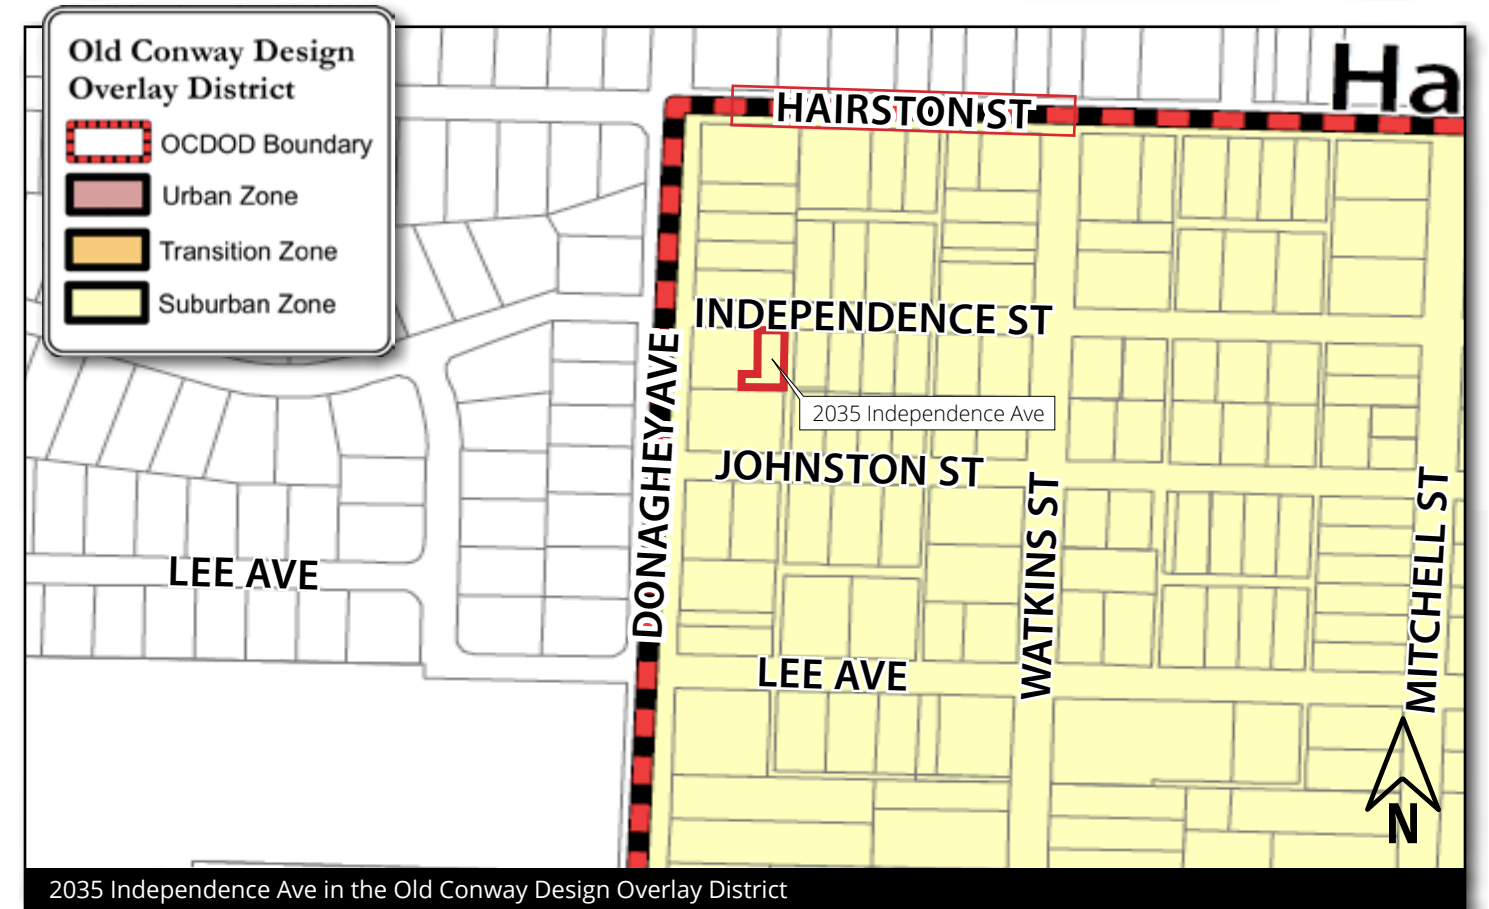 Old Conway Design
Overlay District
OCDOD Boundary
Urban Zone
Transition Zone
Suburban Zone
Ha
HAIRSTON ST
INDEPENDENCE ST
DONAGHEY AVE
2035 Independence Ave
JOHNSTON ST
WATKINS ST
MITCHELL ST
LEE AVE
LEE AVE
N
2035 Independence Ave in the Old Conway Design Overlay District